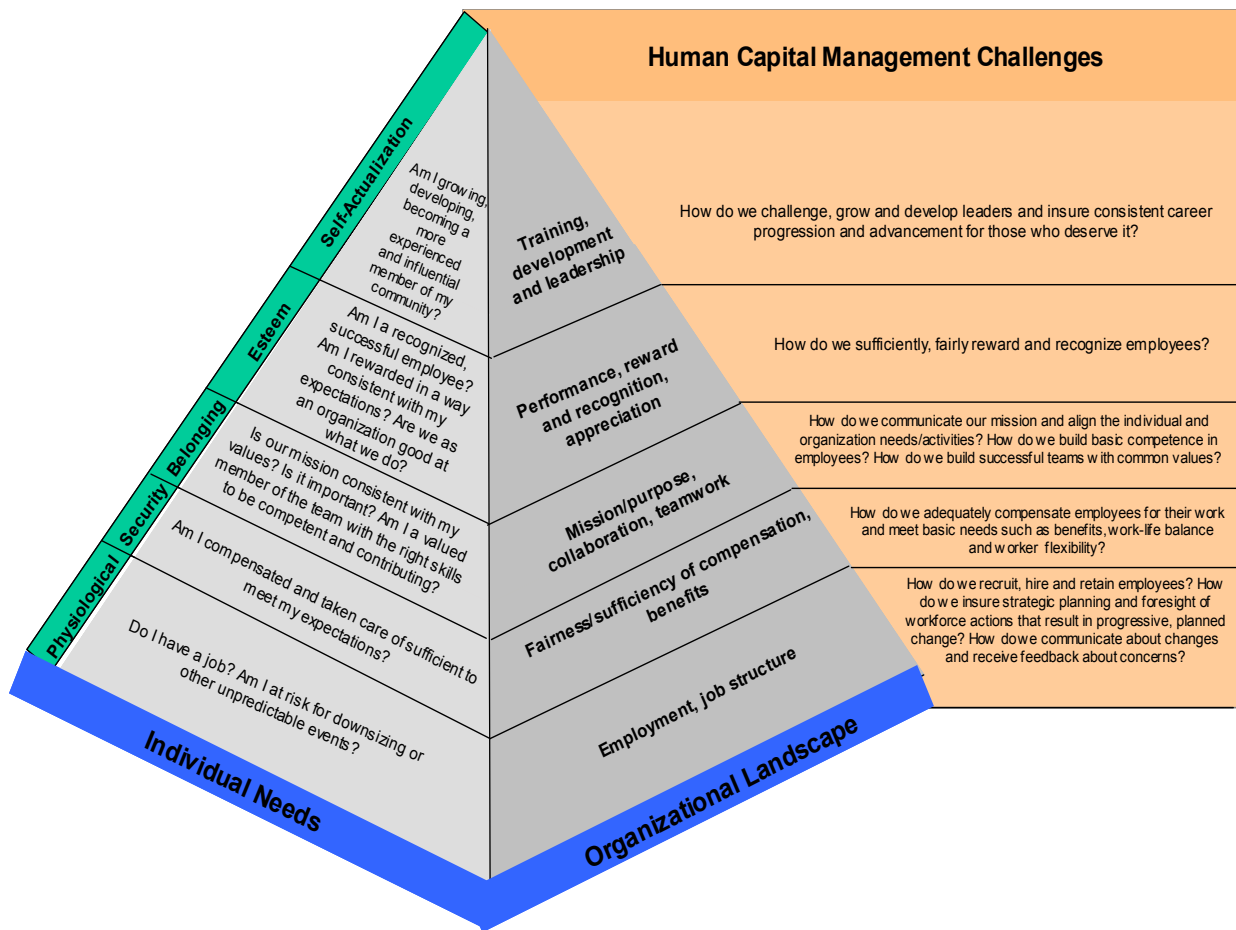 Human Capital Management Challenges
Self-Actualization
Am I growing,
developing,
becoming a
more
experienced
and influential
member of my
community?
Training,
development
and leadership
How do we challenge, grow and develop leaders and insure consistent career
progression and advancement for those who deserve it?
Esteem
Am I a recognized,
successful employee?
Am I rewarded in a way
consistent with my
expectations? Are we as
an organization good at
what we do?
Performance, reward
and recognition,
appreciation
How do we sufficiently, fairly reward and recognize employees?
Belonging
Is our mission consistent with my
values? Is it important? Am I a valued
member of the team with the right skills
to be competent and contributing?
Mission/purpose,
collaboration, teamwork
How do we communicate our mission and align the individual and
organization needs/activities? How do we build basic competence in
employees? How do we build successful teams with common values?
Security
Am I compensated and taken care of sufficient to
meet my expectations?
Fairness/sufficiency of compensation,
benefits
How do we adequately compensate employees for their work
and meet basic needs such as benefits, work-life balance
and worker flexibility?
Physiological
Do I have a job? Am I at risk for downsizing or
other unpredictable events?
Employment, job structure
How do we recruit, hire and retain employees? How
do we insure strategic planning and foresight of
workforce actions that result in progressive, planned
change? How do we communicate about changes
and receive feedback about concerns?
Individual Needs
Organizational Landscape